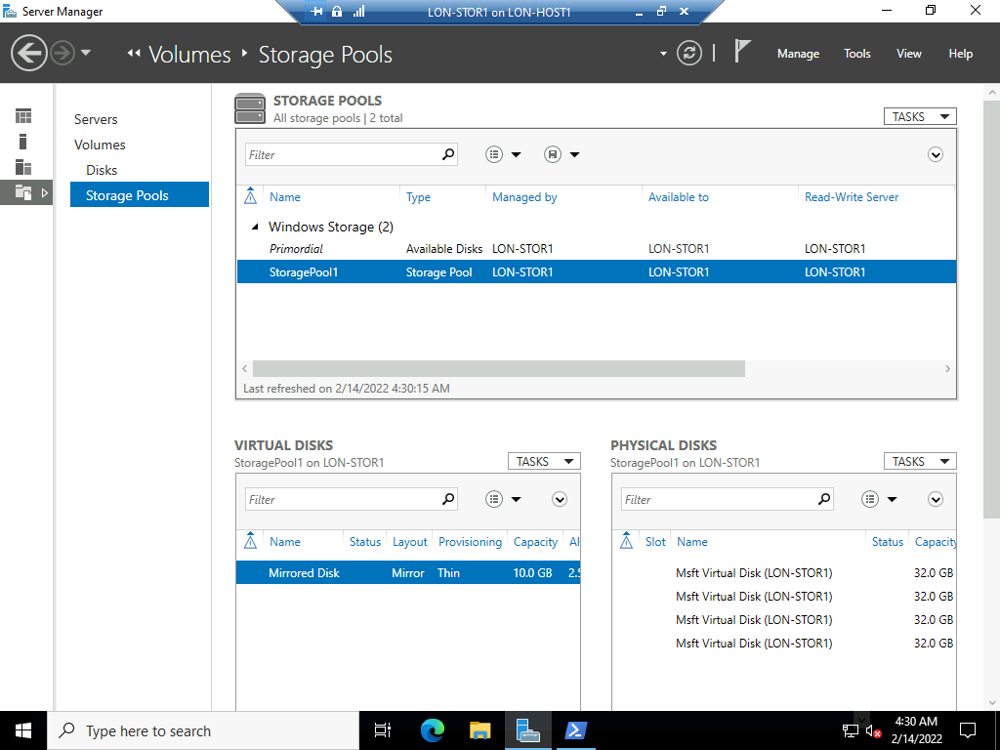 Server Manager
LON-STOR1 on LON-HOST1
Volumes
Storage Pools
Manage
Tools
View
Help
Servers
Volumes
Disks
Storage Pools
STORAGE POOLS
All storage pools | 2 total
TASKS
Filter
Name Type Managed by Available to Read-Write Server
Windows Storage (2)
Primordial Available Disks LON-STOR1 LON-STOR1 LON-STOR1
StoragePool1 Storage Pool LON-STOR1 LON-STOR1 LON-STOR1
Last refreshed on 2/14/2022 4:30:15 AM
VIRTUAL DISKS
StoragePool1 on LON-STOR1
TASKS
Filter
Name Status Layout Provisioning Capacity Al
Mirrored Disk Mirror Thin 10.0 GB 2.5
PHYSICAL DISKS
StoragePool1 on LON-STOR1
TASKS
Filter
Slot Name Status Capacity
Msft Virtual Disk (LON-STOR1) 32.0 GB
Msft Virtual Disk (LON-STOR1) 32.0 GB
Msft Virtual Disk (LON-STOR1) 32.0 GB
Msft Virtual Disk (LON-STOR1) 32.0 GB
Type here to search
4:30 AM
2/14/2022